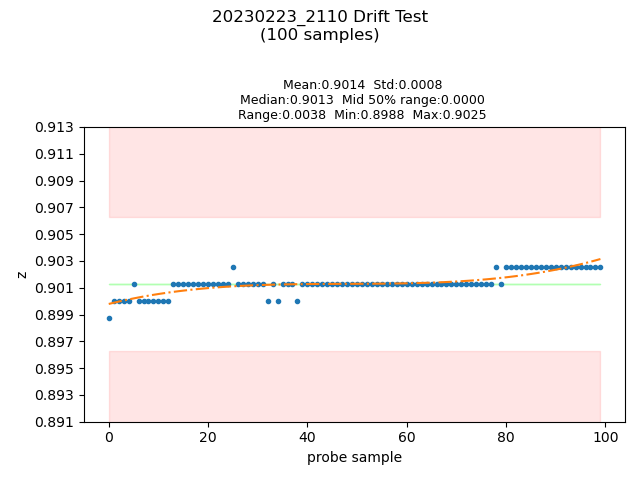 20230223_2110 Drift Test
(100 samples)
Mean:0.9014  Std:0.0008
Median:0.9013  Mid 50% range:0.0000
Range:0.0038  Min:0.8988  Max:0.9025
0.913
0.911
0.909
0.907
0.905
0.903
0.901
0.899
0.897
0.895
0.893
0.891
z
0 20 40 60 80 100
probe sample